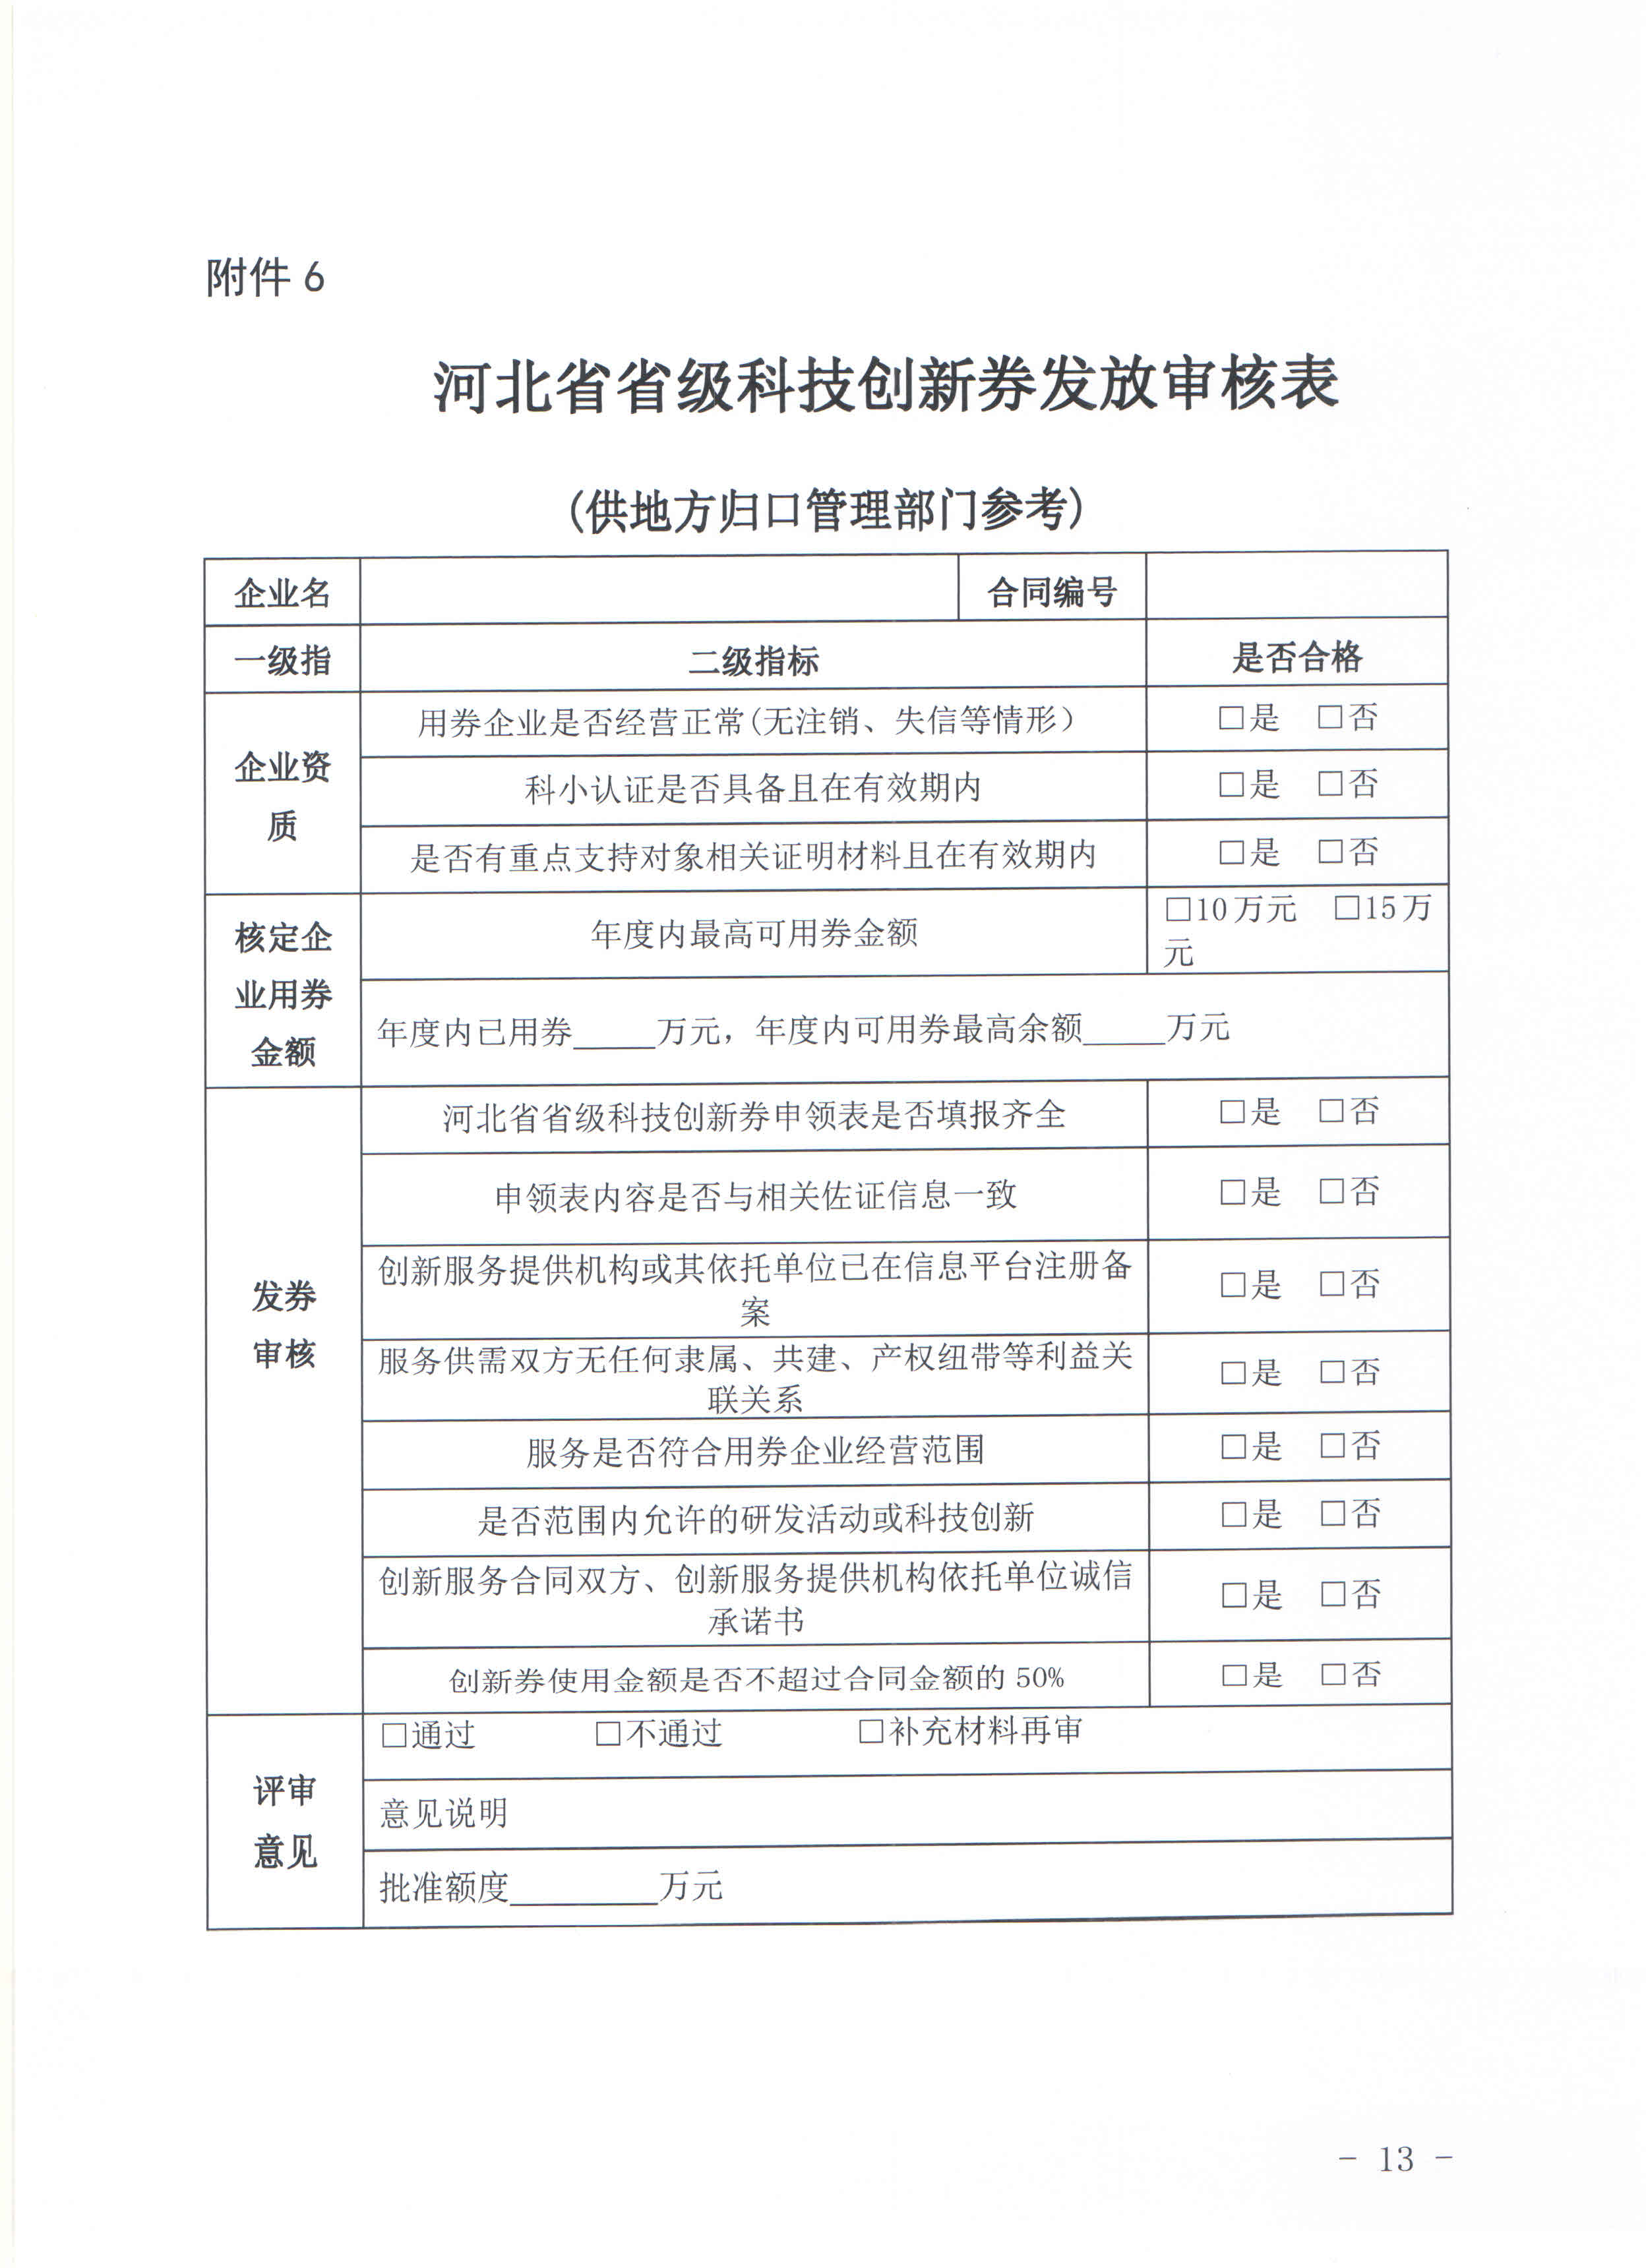 附件 6
河北省省级科技创新券发放审核表
(供地方归口管理部门参考)
企业名
合同编号
一级指
二级指标
是否合格
企业资
质
用券企业是否经营正常(无注销、失信等情形)
□是 □否
科小认证是否具备且在有效期内
□是 □否
是否有重点支持对象相关证明材料且在有效期内
□是 □否
核定企
业用券
金额
年度内最高可用券金额
□10万元 □15万
元
年度内已用券_____万元，年度内可用券最高余额_____万元
发券
审核
河北省省级科技创新券申领表是否填报齐全
□是 □否
申领表内容是否与相关佐证信息一致
□是 □否
创新服务提供机构或其依托单位已在信息平台注册备
案
□是 □否
服务供需双方无任何隶属、共建、产权纽带等利益关
联关系
□是 □否
服务是否符合用券企业经营范围
□是 □否
是否范围内允许的研发活动或科技创新
□是 □否
创新服务合同双方、创新服务提供机构依托单位诚信
承诺书
□是 □否
创新券使用金额是否不超过合同金额的 50%
□是 □否
评审
意见
□通过 □不通过 □补充材料再审
意见说明
批准额度_________万元
- 13 -